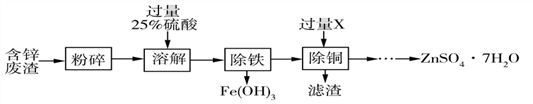 过量
25%硫酸
过量X
含锌
废渣
粉碎
溶解
除铁
除铜
……
ZnSO₄·7H₂O
Fe(OH)₃
滤渣